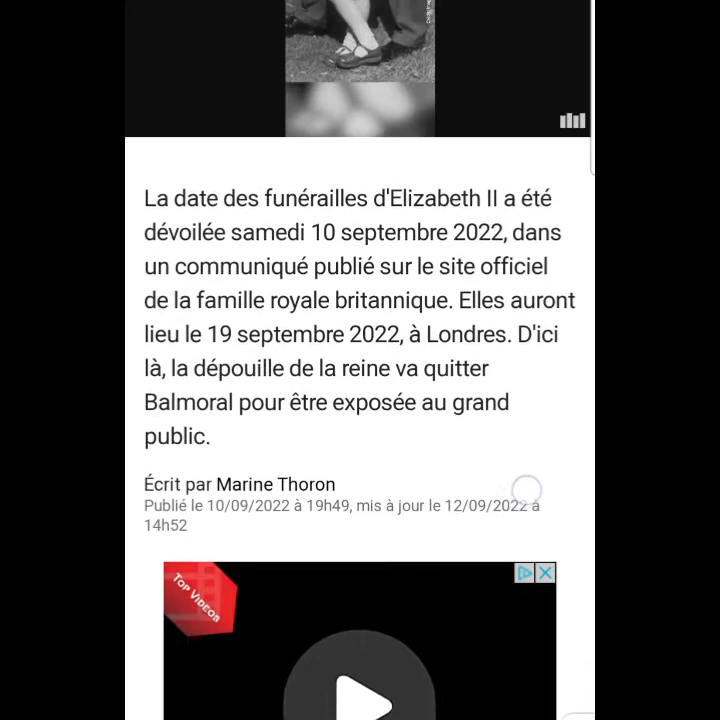 La date des funérailles d'Elizabeth II a été
dévoilée samedi 10 septembre 2022, dans
un communiqué publié sur le site officiel
de la famille royale britannique. Elles auront
lieu le 19 septembre 2022, à Londres. D'ici
là, la dépouille de la reine va quitter
Balmoral pour être exposée au grand
public.
Écrit par Marine Thoron
Publié le 10/09/2022 à 19h49, mis à jour le 12/09/2022 à
14h52
TOP VIDEOS